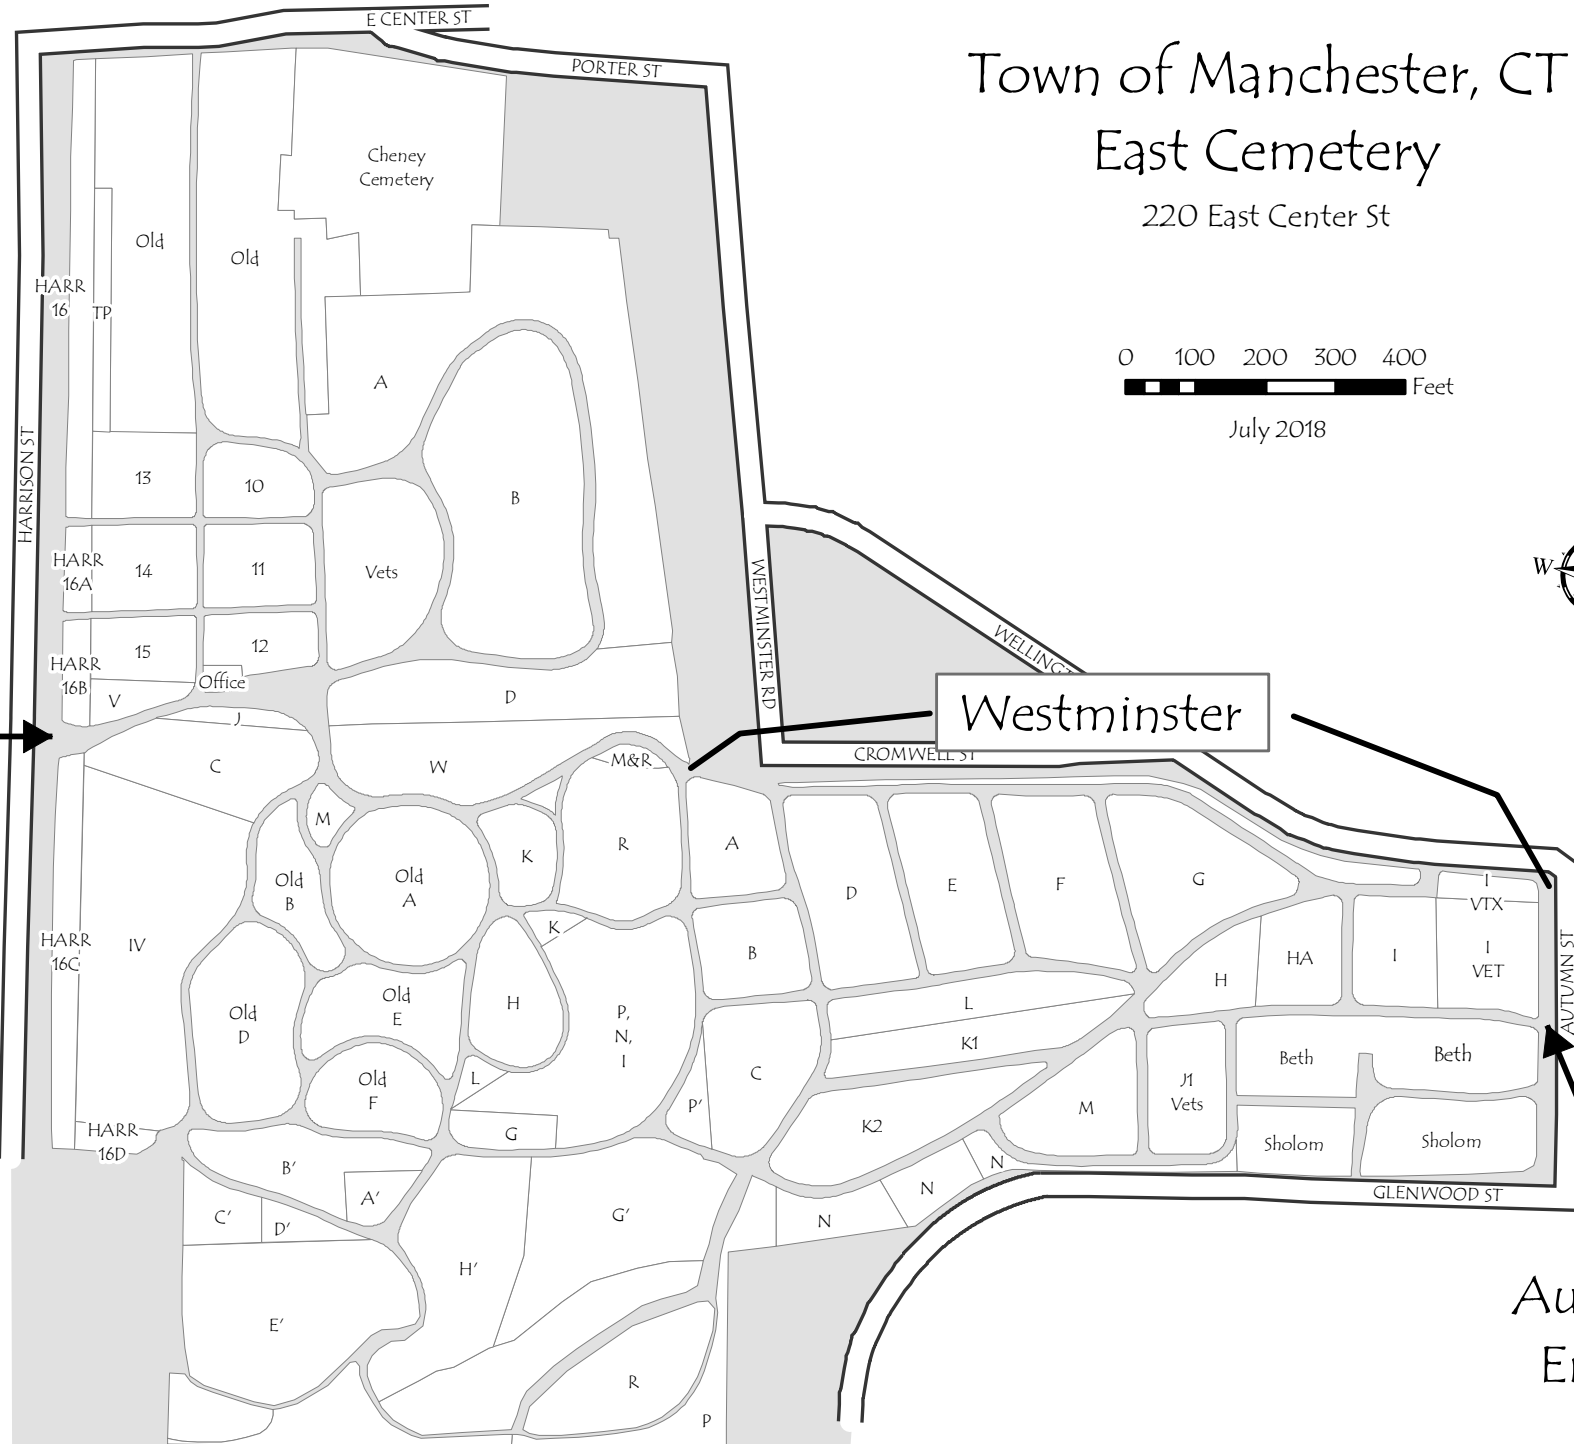 E CENTER ST
PORTER ST
Town of Manchester, CT
East Cemetery
220 East Center St
0 100 200 300 400
Feet
July 2018
Cheney
Cemetery
Old
Old
HARR
16
TP
A
HARRISON ST
13
10
B
HARR
16A
14
11
Vets
W
WESTMINSTER RD
15
12
HARR
16B
V
Office
D
J
C
W
M&R
Westminster
CROMWELL ST
M
K
R
A
Old
B
Old
A
D
E
F
G
I
VTX
HARR
16C
IV
K
B
H
HA
I
I
VET
AUTUMN ST
Old
D
Old
E
H
P,
N,
I
L
K1
C
Beth
Beth
Old
F
L
P'
K2
M
J1
Vets
HARR
16D
G
Sholom
Sholom
B'
A'
N
N
N
GLENWOOD ST
C'
D'
G'
H'
E'
R
P